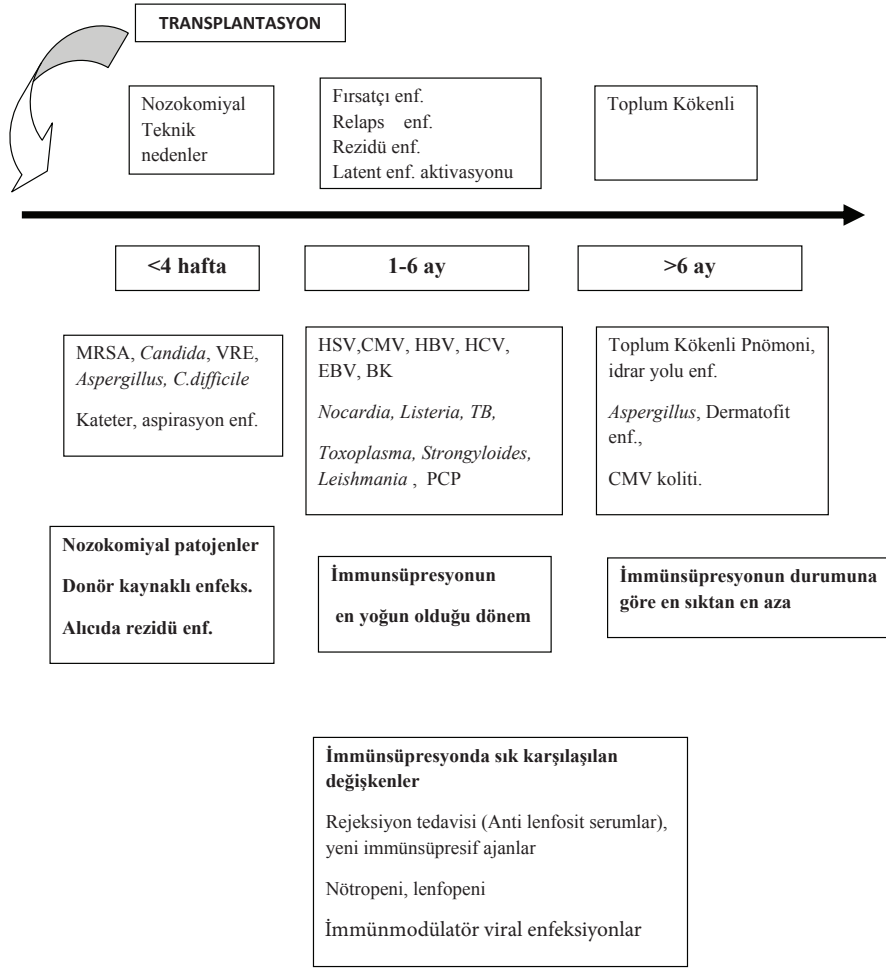 TRANSPLANTASYON
Nozokomiyal
Teknik
nedenler
Fırsatçı enf.
Relaps enf.
Rezidü enf.
Latent enf. aktivasyonu
Toplum Kökenli
<4 hafta
1-6 ay
>6 ay
MRSA, Candida, VRE,
Aspergillus, C.difficile
Kateter, aspirasyon enf.
HSV,CMV, HBV, HCV,
EBV, BK
Nocardia, Listeria, TB,
Toxoplasma, Strongyloides,
Leishmania , PCP
Toplum Kökenli Pnömoni,
idrar yolu enf.
Aspergillus, Dermatofit
enf.,
CMV koliti.
Nozokomiyal patojenler
Donör kaynaklı enfeks.
Alıcıda rezidü enf.
İmmunsüpresyonun
en yoğun olduğu dönem
İmmünsüpresyonun durumuna
göre en sıktan en aza
İmmünsüpresyonda sık karşılaşılan
değişkenler
Rejeksiyon tedavisi (Anti lenfosit serumlar),
yeni immünsüpresif ajanlar
Nötropeni, lenfopeni
İmmünmodülatör viral enfeksiyonlar